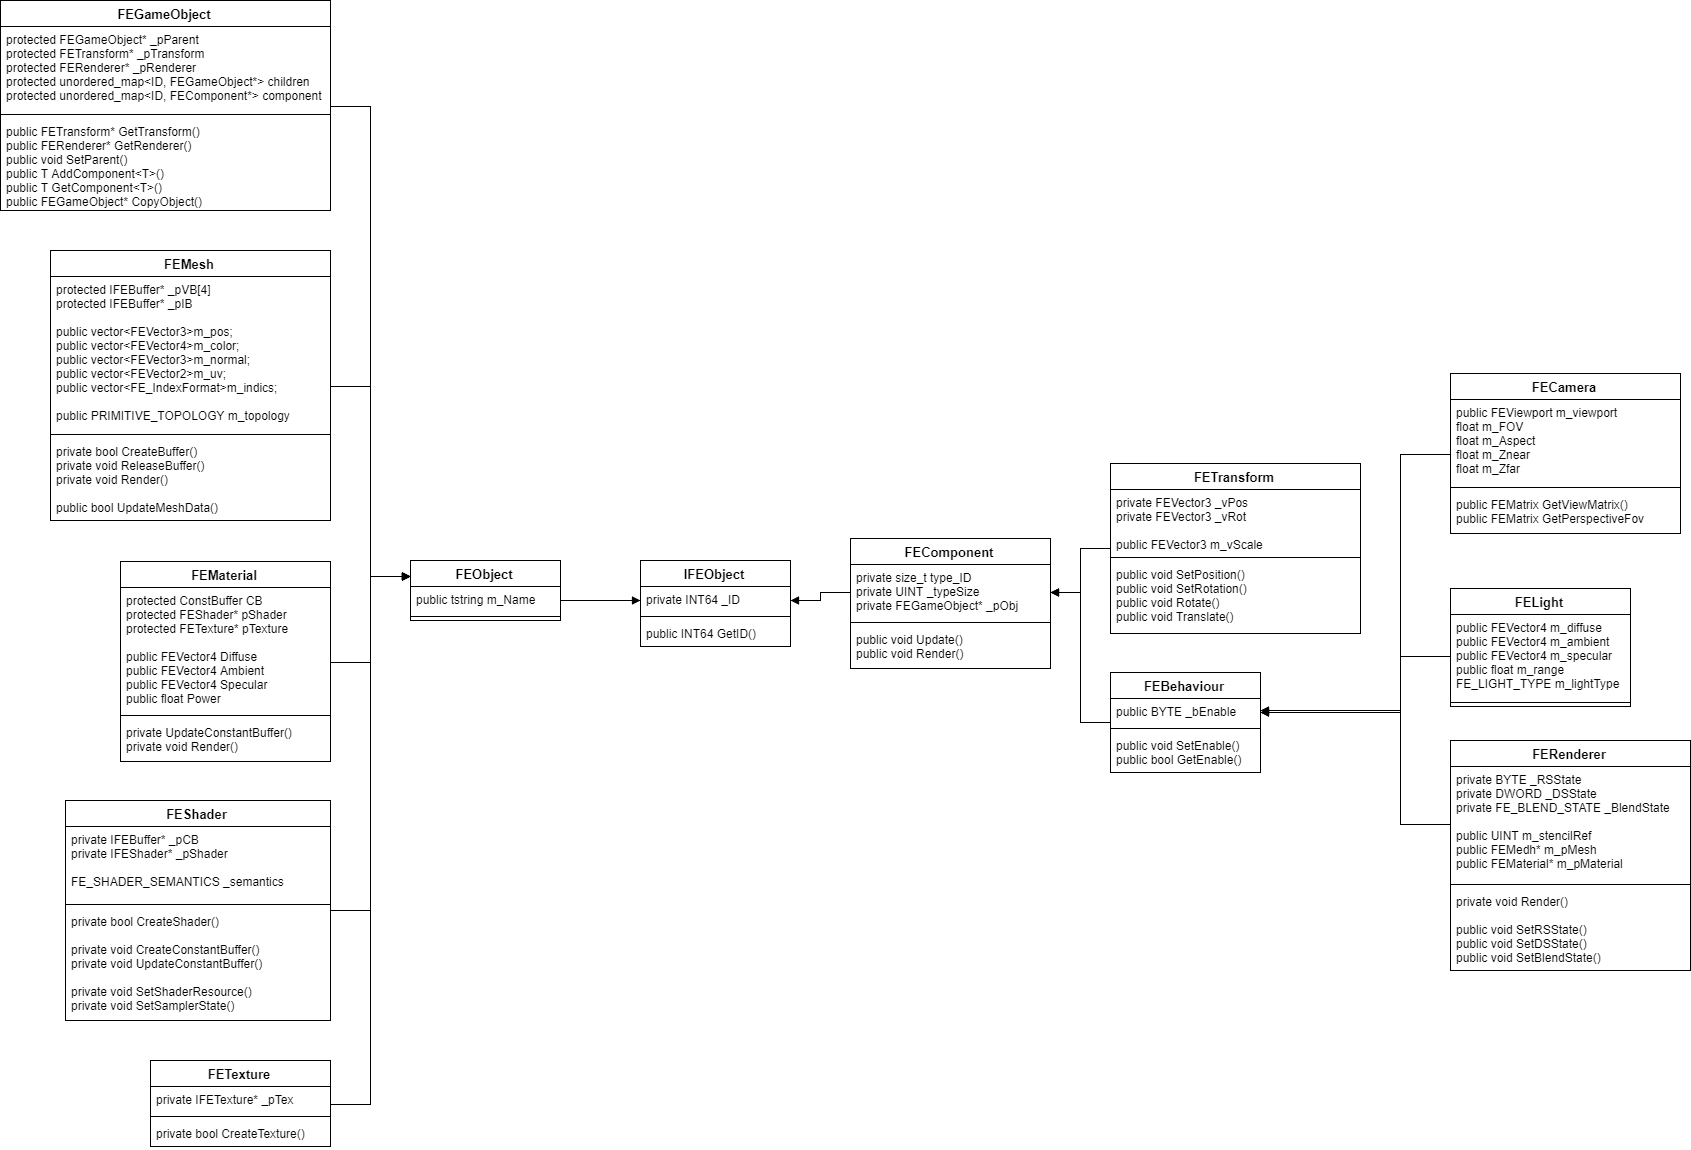 FEGameObject
protected FEGameObject* _pParent
protected FETransform* _pTransform
protected FERenderer* _pRenderer
protected unordered_map<ID, FEGameObject*> children
protected unordered_map<ID, FEComponent*> component
public FETransform* GetTransform()
public FERenderer* GetRenderer()
public void SetParent()
public T AddComponent<T>()
public T GetComponent<T>()
public FEGameObject* CopyObject()
FEMesh
protected IFEBuffer* _pVB[4]
protected IFEBuffer* _pIB
public vector<FEVector3>m_pos;
public vector<FEVector4>m_color;
public vector<FEVector3>m_normal;
public vector<FEVector2>m_uv;
public vector<FE_IndexFormat>m_indics;
public PRIMITIVE_TOPOLOGY m_topology
private bool CreateBuffer()
private void ReleaseBuffer()
private void Render()
public bool UpdateMeshData()
FEMaterial
protected ConstBuffer CB
protected FEShader* pShader
protected FETexture* pTexture
public FEVector4 Diffuse
public FEVector4 Ambient
public FEVector4 Specular
public float Power
private UpdateConstantBuffer()
private void Render()
FEShader
private IFEBuffer* _pCB
private IFEShader* _pShader
FE_SHADER_SEMANTICS _semantics
private bool CreateShader()
private void CreateConstantBuffer()
private void UpdateConstantBuffer()
private void SetShaderResource()
private void SetSamplerState()
FETexture
private IFETexture* _pTex
private bool CreateTexture()
FEObject
public tstring m_Name
IFEObject
private INT64 _ID
public INT64 GetID()
FEComponent
private size_t type_ID
private UINT _typeSize
private FEGameObject* _pObj
public void Update()
public void Render()
FETransform
private FEVector3 _vPos
private FEVector3 _vRot
public FEVector3 m_vScale
public void SetPosition()
public void SetRotation()
public void Rotate()
public void Translate()
FEBehaviour
public BYTE _bEnable
public void SetEnable()
public bool GetEnable()
FECamera
public FEViewport m_viewport
float m_FOV
float m_Aspect
float m_Znear
float m_Zfar
public FEMatrix GetViewMatrix()
public FEMatrix GetPerspectiveFov
FELight
public FEVector4 m_diffuse
public FEVector4 m_ambient
public FEVector4 m_specular
public float m_range
FE_LIGHT_TYPE m_lightType
FERenderer
private BYTE _RSState
private DWORD _DSState
private FE_BLEND_STATE _BlendState
public UINT m_stencilRef
public FEMedh* m_pMesh
public FEMaterial* m_pMaterial
private void Render()
public void SetRSState()
public void SetDSState()
public void SetBlendState()